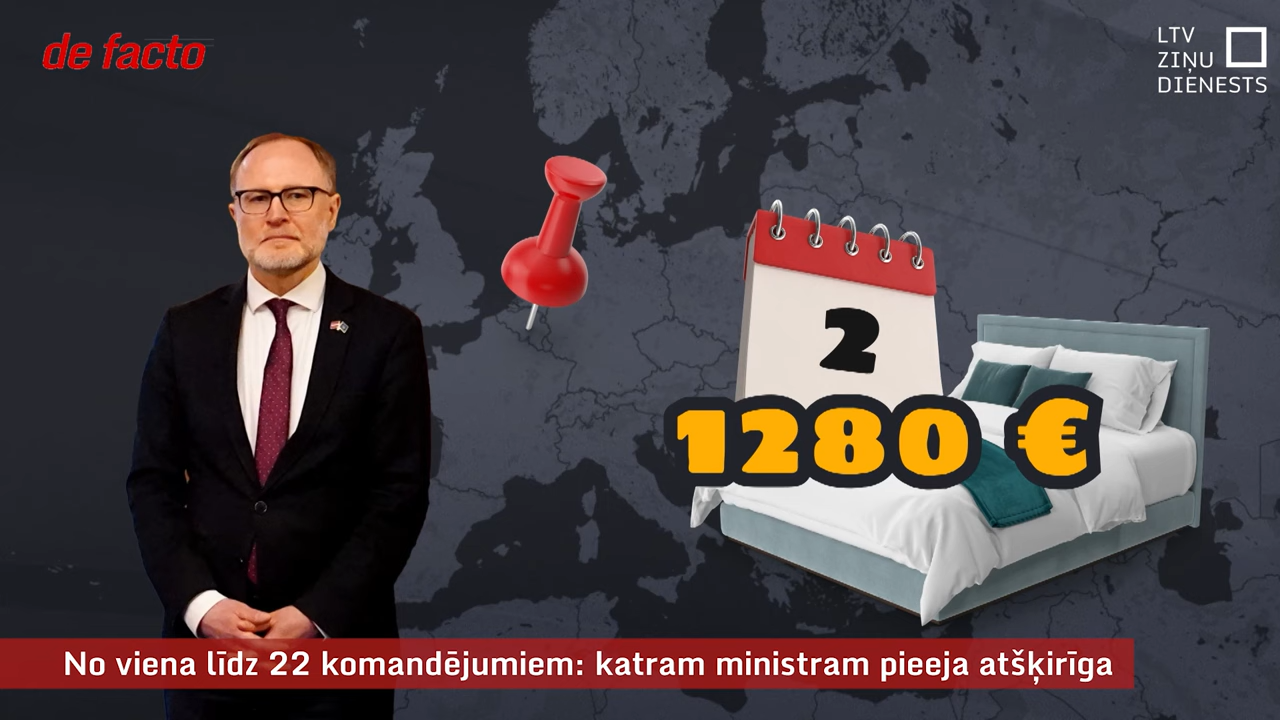 de facto
LTV
ZIŅU
DIENESTS
2
1280 €
No viena līdz 22 komandējumiem: katram ministram pieeja atšķirīga